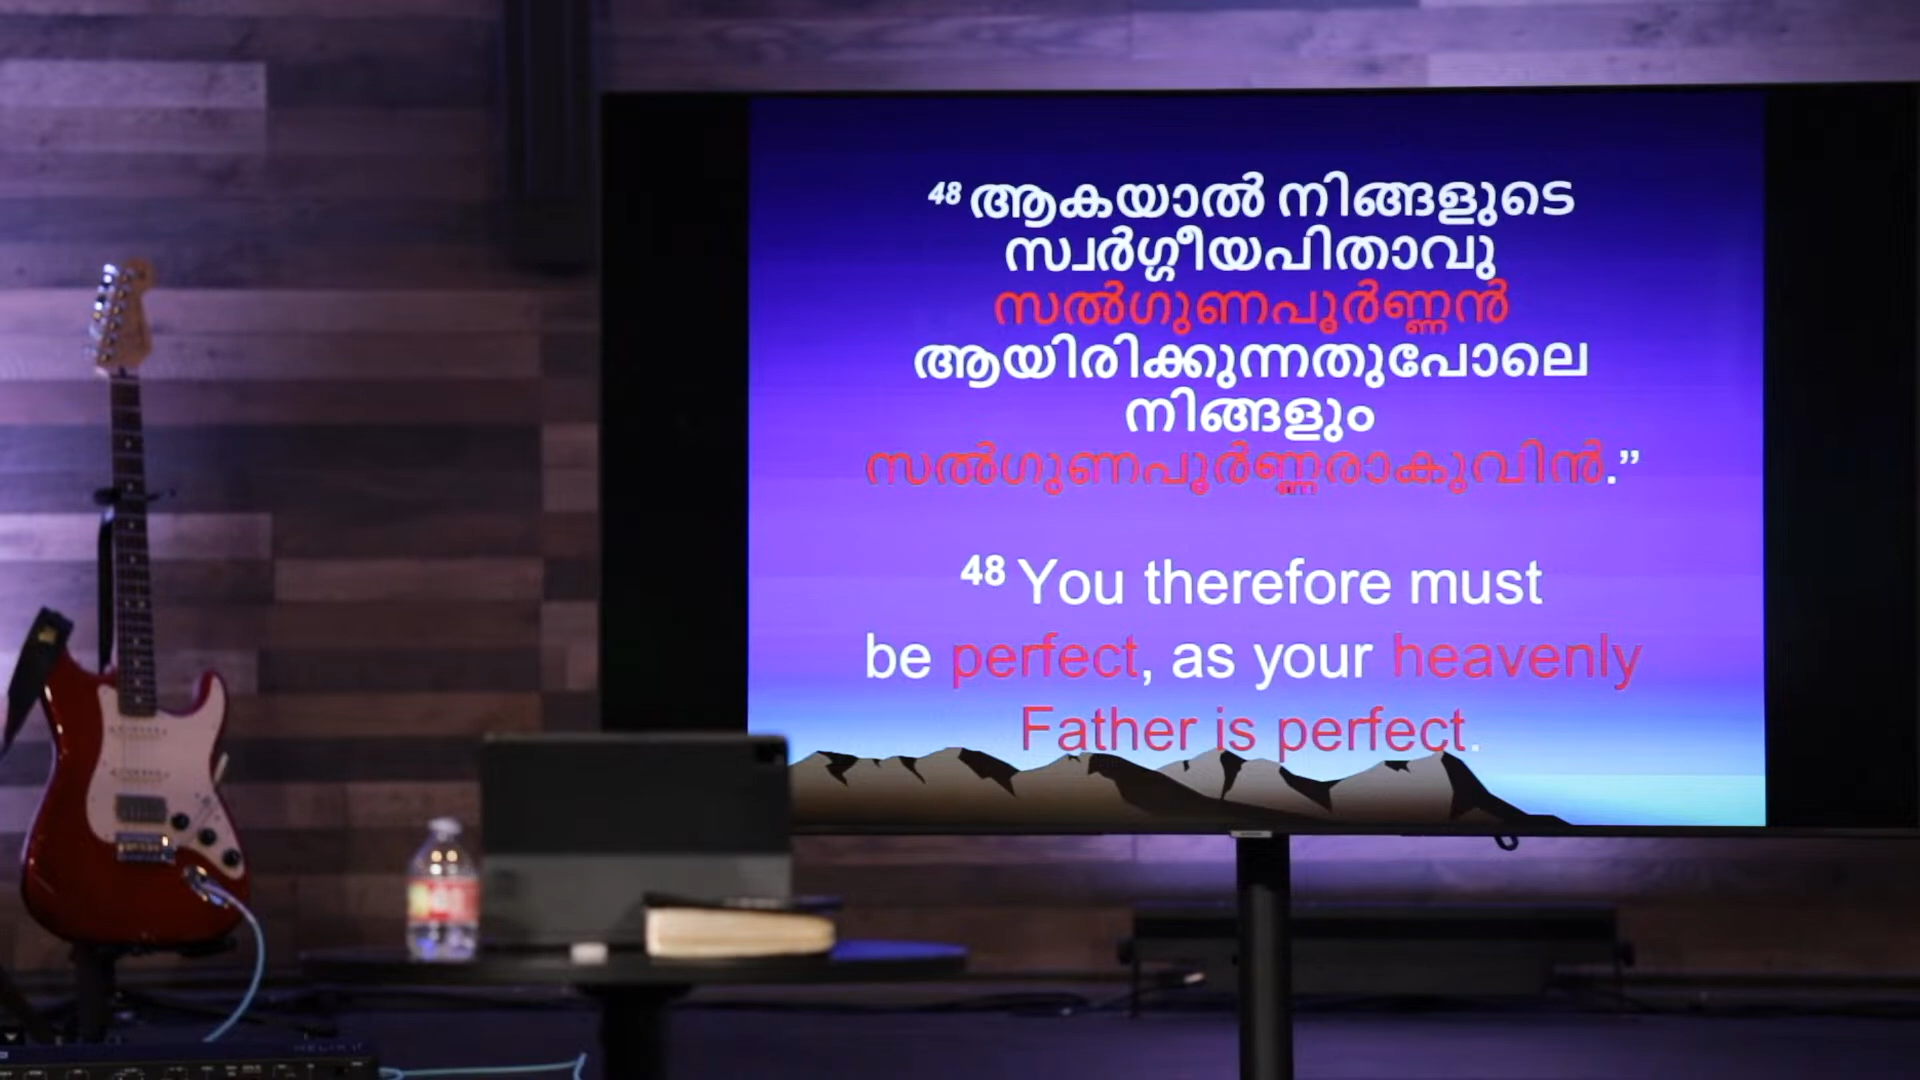 48 ആകയാൽ നിങ്ങളുടെ
സ്വർഗ്ഗീയപിതാവു
സൽഗുണപൂർണ്ണൻ
ആയിരിക്കുന്നതുപോലെ
നിങ്ങളും
സൽഗുണപൂർണ്ണരാകുവിൻ.”
48 You therefore must
be perfect, as your heavenly
Father is perfect.